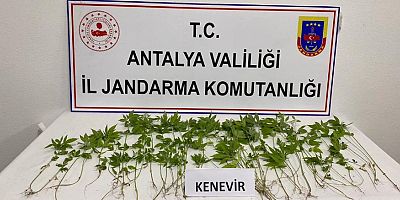 T.C.
ANTALYA VALİLİĞİ
İL JANDARMA KOMUTANLIĞI
KENEVİR